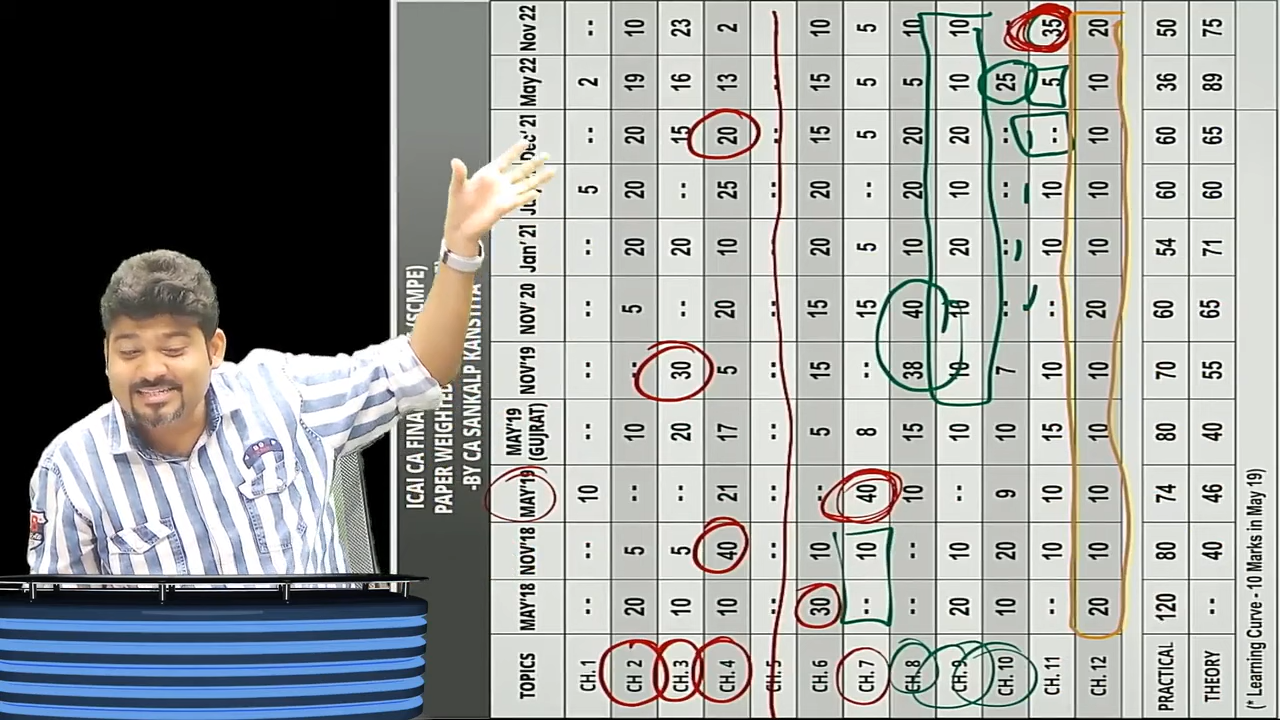 ICAI CA (SCMPE)
PAPER
-BY CA SANKALP KANSTIYA
TOPICS MAY'18 NOV'18 MAY'19 MAY'19 (GUJRAT) NOV'19 NOV'20 Jan' 21 Dec' 21 May 22 Nov 22
CH.1 -- -- 10 -- -- -- -- 5 -- 2 --
CH 2 20 5 -- 10 -- 5 20 20 20 19 10
CH.3 10 5 -- 20 30 -- 20 -- 15 16 23
CH.4 10 40 21 17 5 20 10 25 20 13 2
CH.5 -- -- -- -- -- -- -- -- -- -- --
CH.6 30 10 -- 5 15 15 20 20 15 15 10
CH.7 -- 10 40 8 -- 15 5 -- 5 5 5
CH.8 -- -- 10 15 38 40 10 20 20 5 10
CH.9 20 10 -- 10 10 10 20 10 20 10 10
CH.10 10 20 9 10 7 -- -- -- -- 25 --
CH.11 -- 10 10 15 10 -- 10 10 -- 5 35
CH.12 20 10 10 10 10 20 10 10 10 10 20
PRACTICAL 120 80 74 80 70 60 54 60 60 36 50
THEORY -- 40 46 40 55 65 71 60 65 89 75
(* Learning Curve - 10 Marks in May 19)